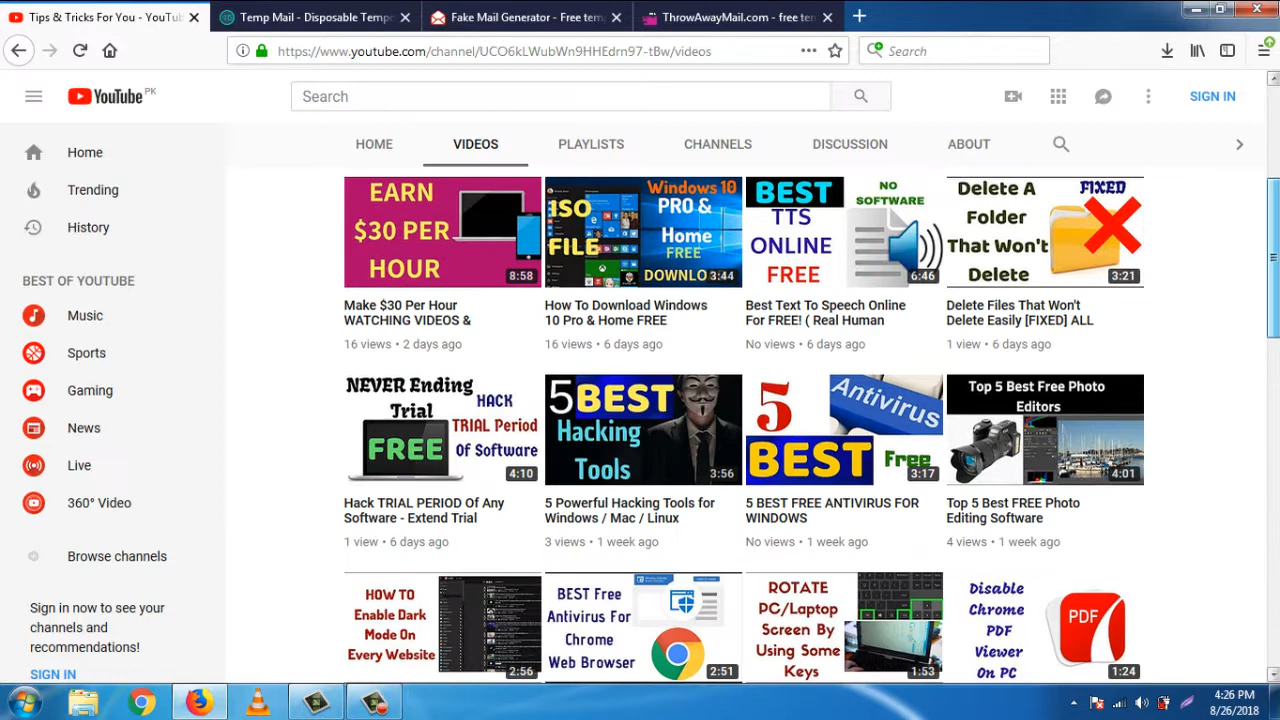 Tips & Tricks For You - YouTub
Temp Mail - Disposable Tempo
Fake Mail Generator - Free tem
ThrowAwayMail.com - free ten
https://www.youtube.com/channel/UCO6kLWubWn9HHEdrn97-tBw/videos
Search
YouTube PK
Search
SIGN IN
HOME
VIDEOS
PLAYLISTS
CHANNELS
DISCUSSION
ABOUT
Home
Trending
History
BEST OF YOUTUBE
Music
Sports
Gaming
News
Live
360° Video
Browse channels
Sign in now to see your
channels and
recommendations!
SIGN IN
EARN
$30 PER
HOUR
8:58
Make $30 Per Hour
WATCHING VIDEOS &
16 views • 2 days ago
Windows 10
ISO
FILE
PRO &
Home
FREE
DOWNLO
3:44
How To Download Windows
10 Pro & Home FREE
16 views • 6 days ago
BEST
TTS
ONLINE
FREE
NO
SOFTWARE
6:46
Best Text To Speech Online
For FREE! ( Real Human
No views • 6 days ago
Delete A
Folder
That Won't
Delete
FIXED
3:21
Delete Files That Won't
Delete Easily [FIXED] ALL
1 view • 6 days ago
NEVER Ending
Trial
FREE
HACK
TRIAL Period
Of Software
4:10
Hack TRIAL PERIOD Of Any
Software - Extend Trial
1 view • 6 days ago
5BEST
Hacking
Tools
3:56
5 Powerful Hacking Tools for
Windows / Mac / Linux
3 views • 1 week ago
5
Antivirus
BEST
Free
3:17
5 BEST FREE ANTIVIRUS FOR
WINDOWS
No views • 1 week ago
Top 5 Best Free Photo
Editors
4:01
Top 5 Best FREE Photo
Editing Software
4 views • 1 week ago
HOW TO
Enable Dark
Mode On
Every Website
2:56
BEST Free
Antivirus For
Chrome
Web Browser
2:51
ROTATE
PC/Laptop
Screen By
Using Some
Keys
1:53
Disable
Chrome
PDF
Viewer
On PC
PDF
1:24
4:26 PM
8/26/2018